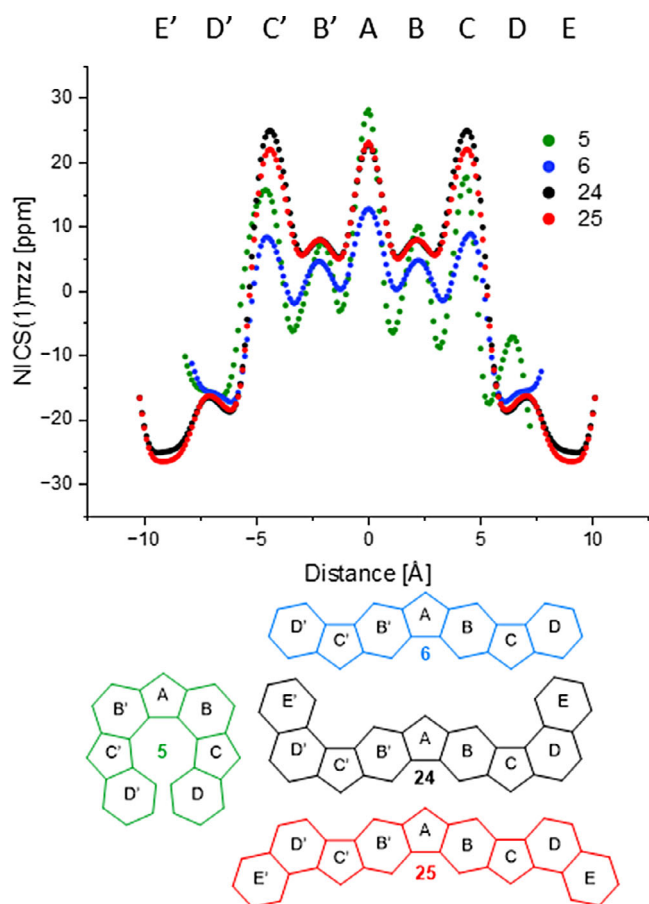 E’ D’ C’ B’ A B C D E
30
20
10
0
−10
−20
−30
NICS(1)πzz [ppm]
5
6
24
25
−10 −5 0 5 10
Distance [Å]
D' C' B' A B C D
6
B' A B
C' 5 C
D' D
E' E
D' C' B' A B C D
24
D' C' B' A B C D
E' 25 E